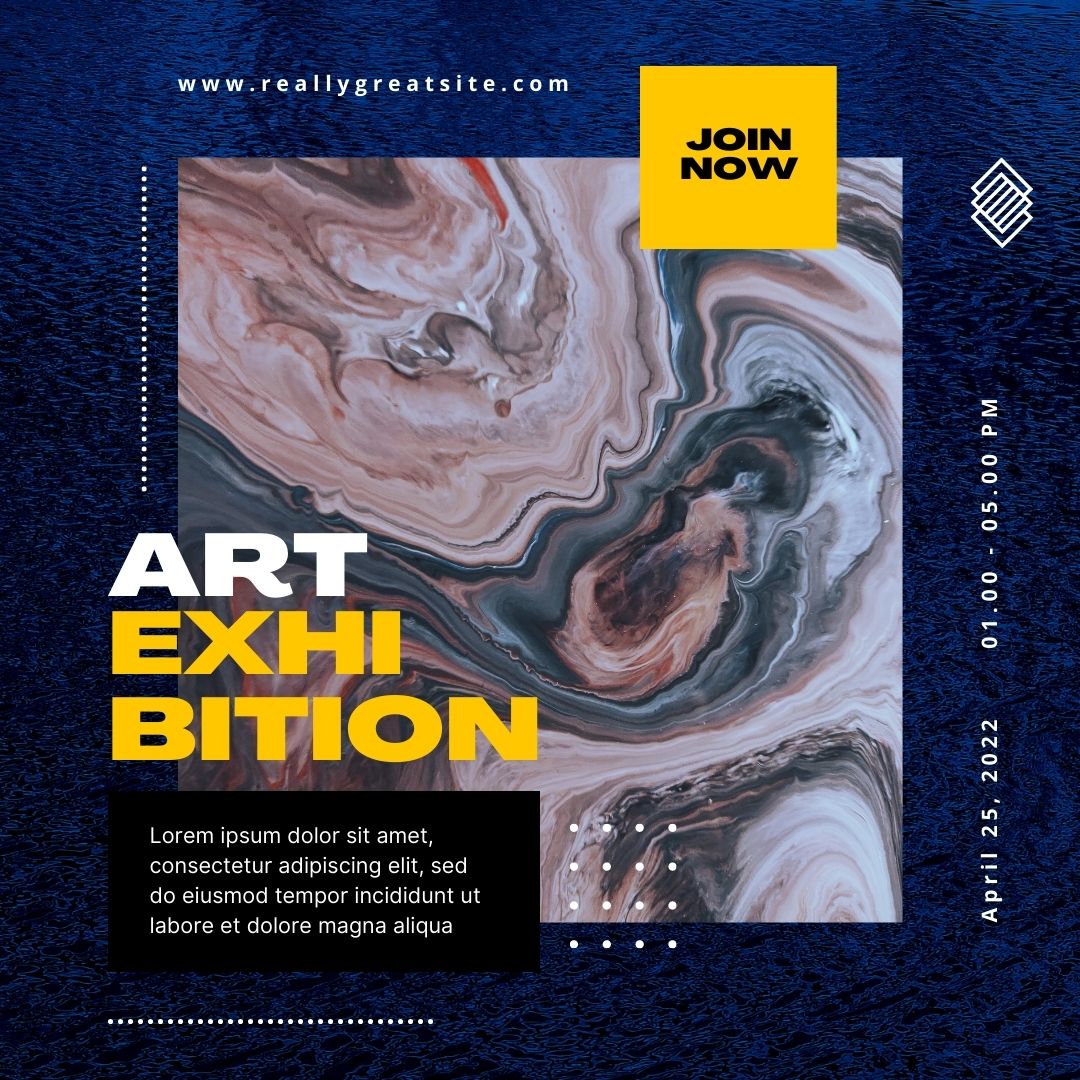 www.reallygreatsite.com
JOIN
NOW
ART
EXHI
BITION
Lorem ipsum dolor sit amet,
consectetur adipiscing elit, sed
do eiusmod tempor incididunt ut
labore et dolore magna aliqua
April 25, 2022 01.00 - 05.00 PM